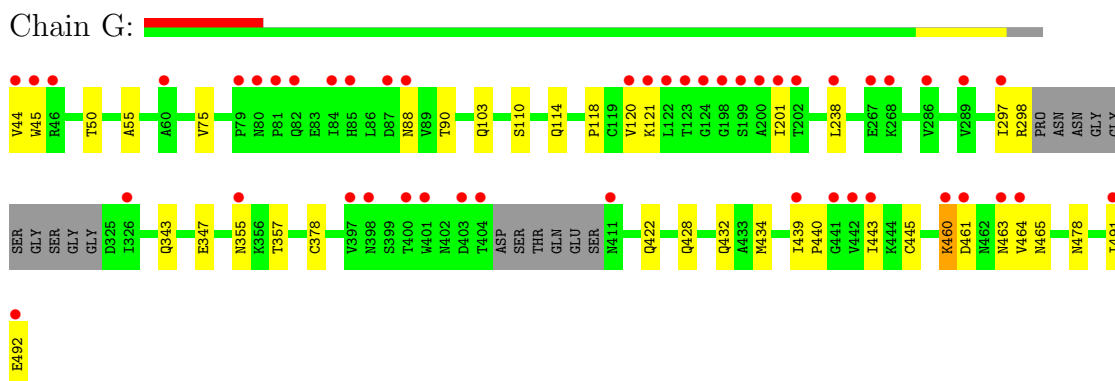 Chain G:
V44 W45 R46 T50 A55 A60 V75 P79 N80 P81 Q82 E83 I84 H85 L86 D87 N88 V89 T90 Q103 S110 Q114 P118 C119 V120 K121 L122 T123 G124 G198 S199 A200 I201 T202 L238 E267 K268 V286 V289 I297 R298 PRO ASN ASN GLY GLY
SER GLY SER GLY GLY D325 I326 Q343 E347 N355 K356 T357 C378 V397 N398 S399 T400 W401 N402 D403 T404 ASP SER THR GLN GLU SER N411 Q422 Q428 Q432 A433 M434 I439 P440 G441 V442 I443 K444 C445 K460 D461 N462 N463 V464 N465 N478 I491
E492